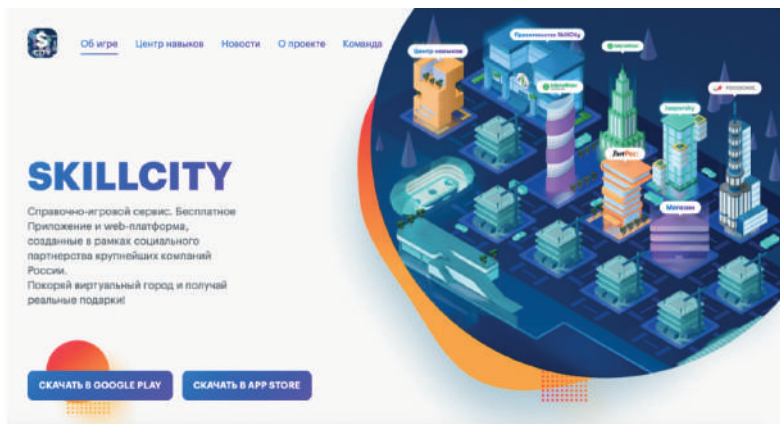 Об игре Центр навыков Новости О проекте Команда
Центр навыков
Правительство SkillCity
Kaspersky
ЛитРес:
Магазин
SKILLCITY
Справочно-игровой сервис. Бесплатное
Приложение и web-платформа,
созданные в рамках социального
партнерства крупнейших компаний
России.
Покоряй виртуальный город и получай
реальные подарки!
СКАЧАТЬ В GOOGLE PLAY СКАЧАТЬ В APP STORE